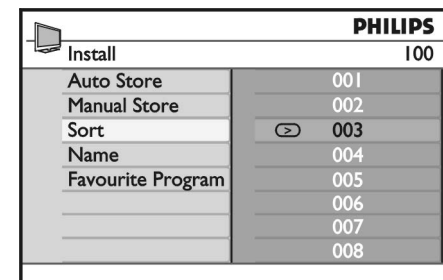 PHILIPS
Install 100
Auto Store 001
Manual Store 002
Sort 003
Name 004
Favourite Program 005
006
007
008